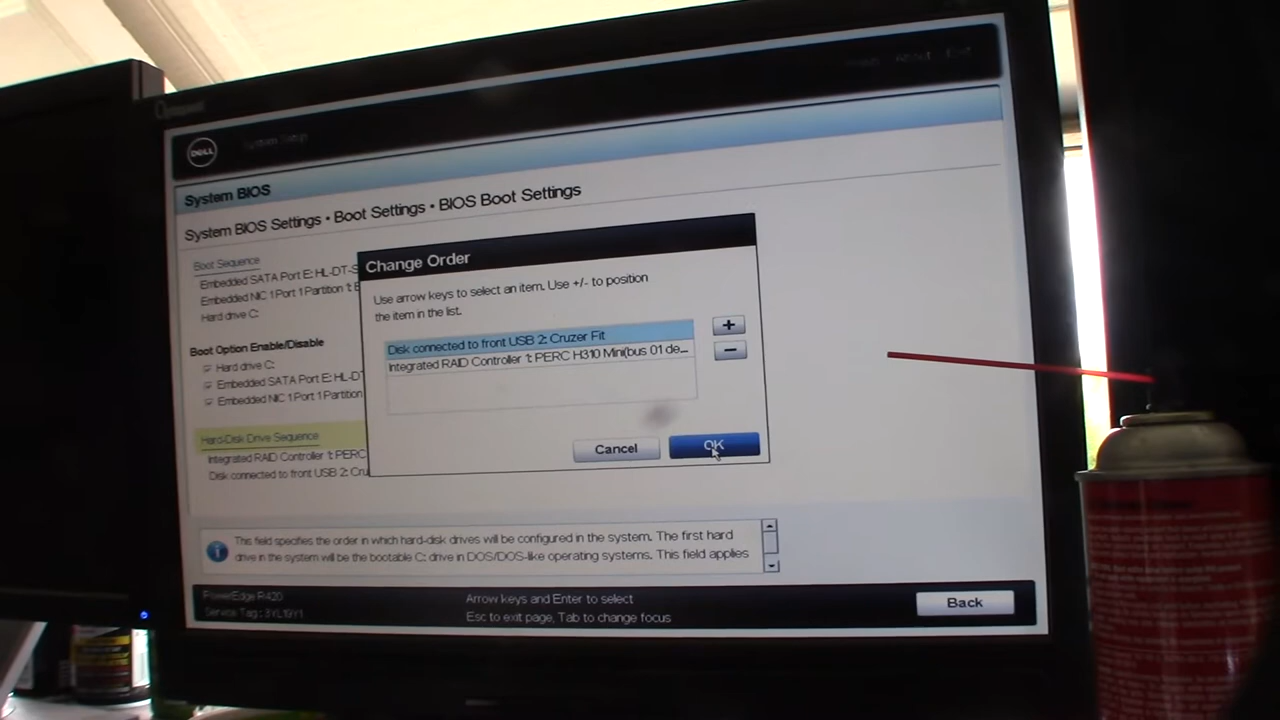 DELL
System Setup
System BIOS
System BIOS Settings • Boot Settings • BIOS Boot Settings
Boot Sequence
Embedded SATA Port E: HL-DT-S
Embedded NIC 1 Port 1 Partition 1: E
Hard drive C:
Boot Option Enable/Disable
Hard drive C:
Embedded SATA Port E: HL-DT
Embedded NIC 1 Port 1 Partition
Hard-Disk Drive Sequence
Integrated RAID Controller 1: PERC
Disk connected to front USB 2: Cru
Change Order
Use arrow keys to select an item. Use +/- to position
the item in the list.
Disk connected to front USB 2: Cruzer Fit
Integrated RAID Controller 1: PERC H310 Mini(bus 01 de...
+
-
Cancel
OK
This field specifies the order in which hard-disk drives will be configured in the system. The first hard
drive in the system will be the bootable C: drive in DOS/DOS-like operating systems. This field applies
PowerEdge R420
Service Tag :
Arrow keys and Enter to select
Esc to exit page, Tab to change focus
Back